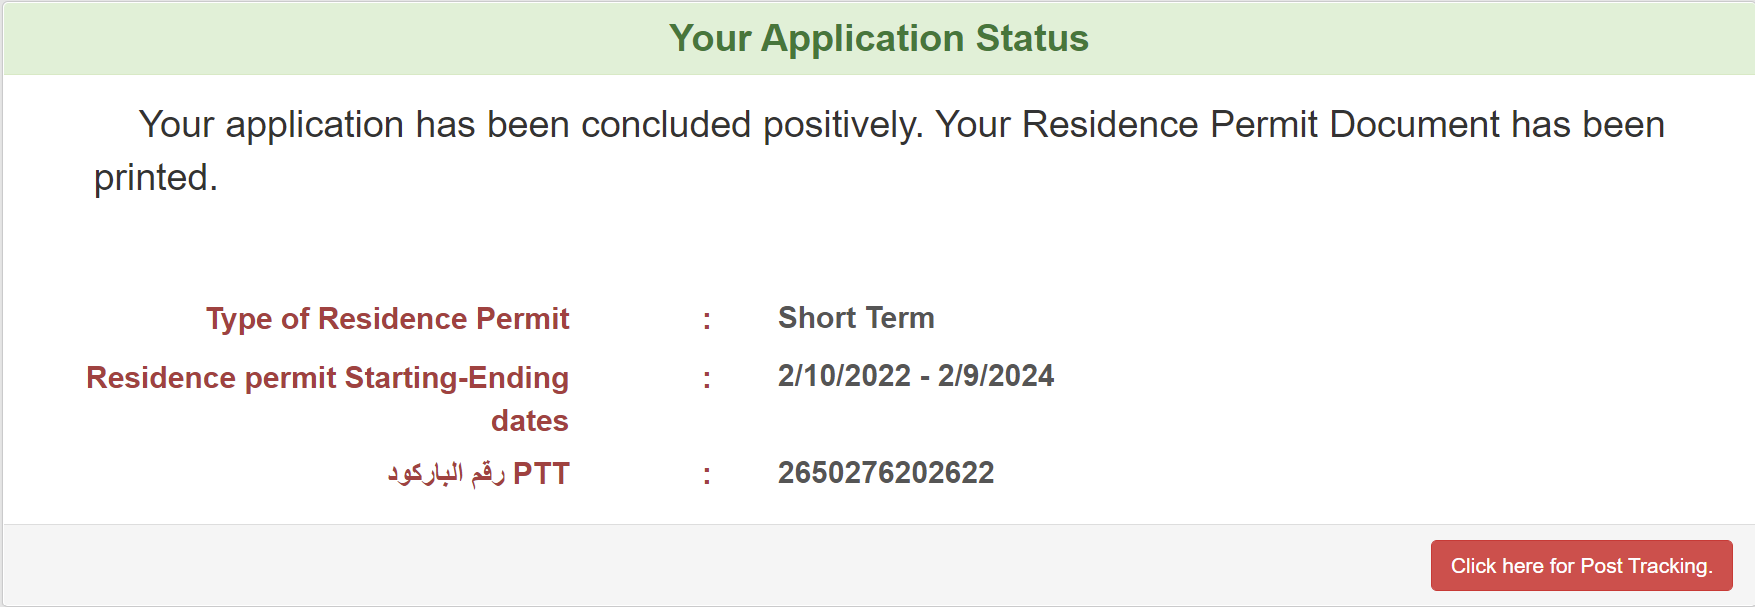 Your Application Status
Your application has been concluded positively. Your Residence Permit Document has been
printed.
Type of Residence Permit : Short Term
Residence permit Starting-Ending : 2/10/2022 - 2/9/2024
dates
PTT رقم الباركود : 2650276202622
Click here for Post Tracking.